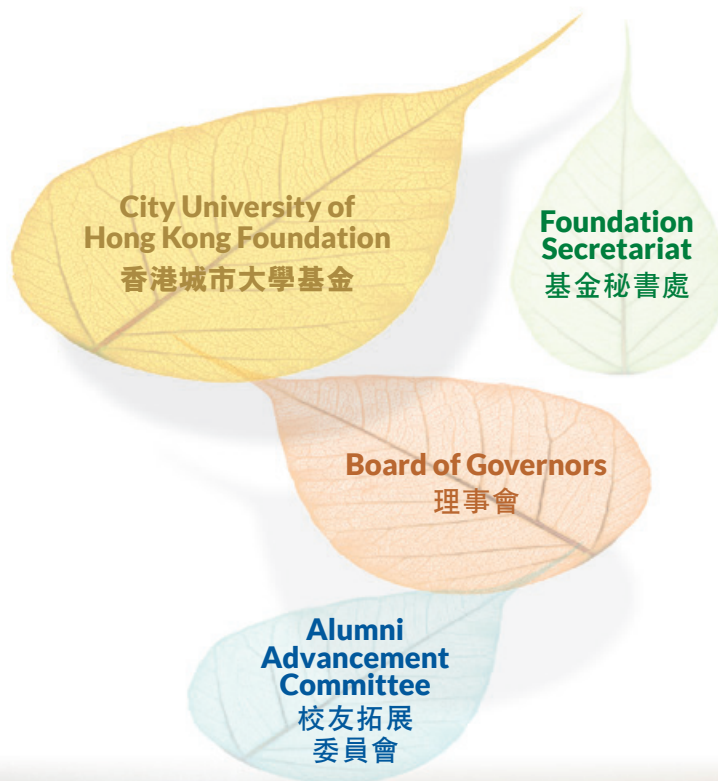 City University of
Hong Kong Foundation
香港城市大學基金
Foundation
Secretariat
基金秘書處
Board of Governors
理事會
Alumni
Advancement
Committee
校友拓展
委員會